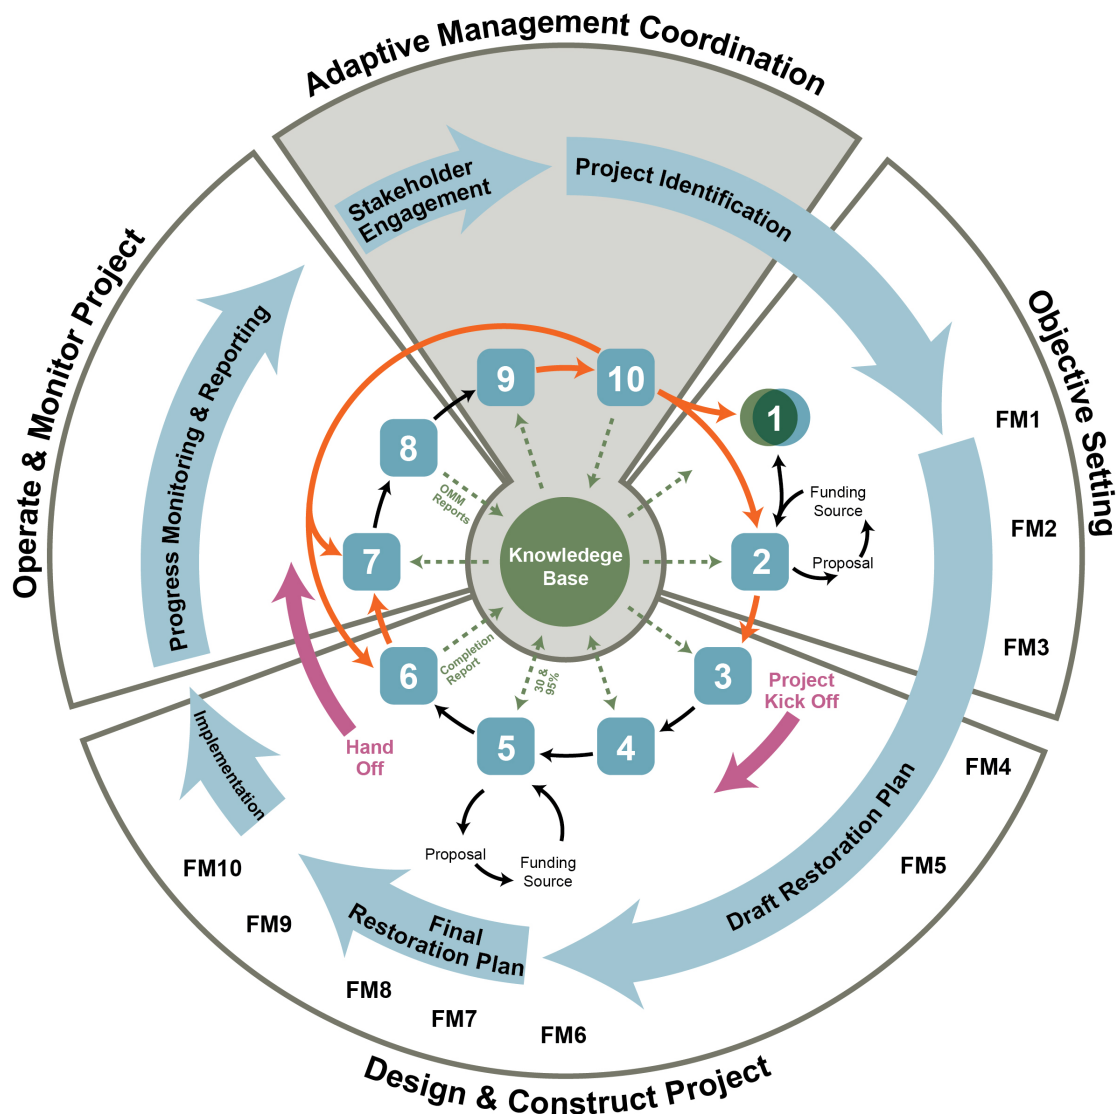 Adaptive Management Coordination
Stakeholder
Engagement
Project Identification
Operate & Monitor Project
Progress Monitoring & Reporting
Objective Setting
FM1
FM2
FM3
9
10
1
8
OMM
Reports
Funding
Source
Proposal
7
Knowledege
Base
2
6
Completion
Report
30 &
95%
3
Project
Kick Off
5
4
Hand
Off
Implementation
Proposal
Funding
Source
FM4
FM5
Draft Restoration Plan
Final
Restoration Plan
FM10
FM9
FM8
FM7
FM6
Design & Construct Project